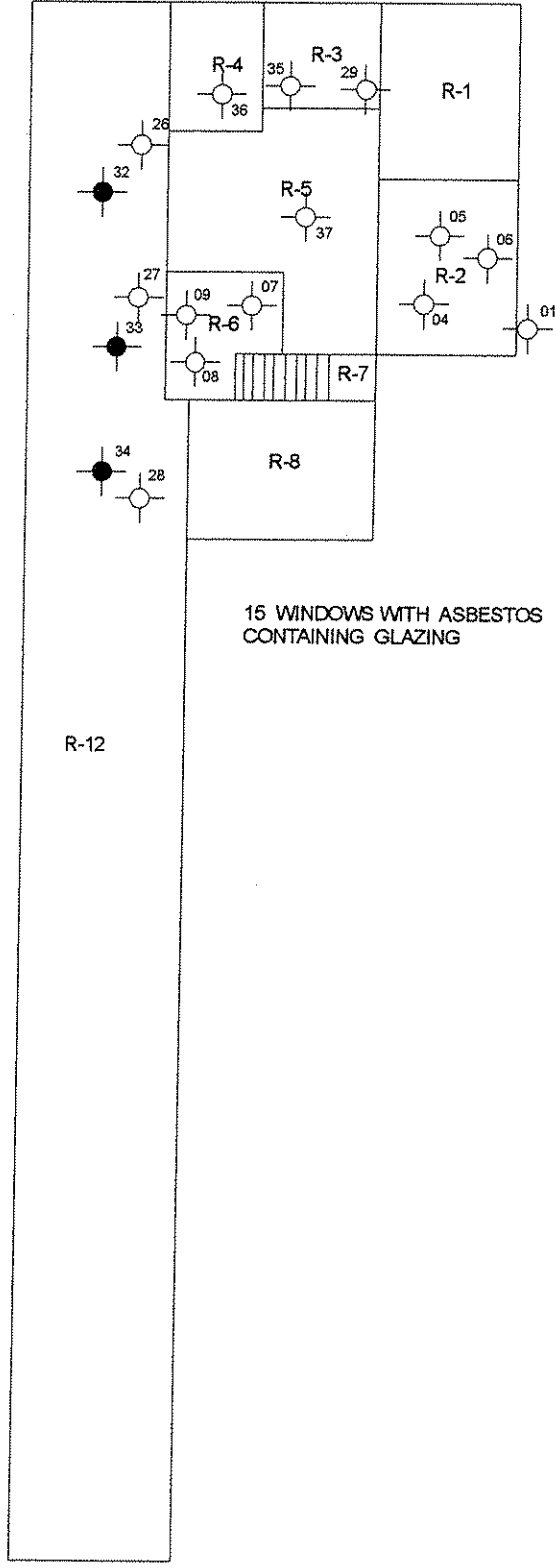 R-4
R-3
35
29
R-1
36
26
32
R-5
37
05
06
R-2
04
27
09
07
R-6
01
33
08
R-7
34
28
R-8
15 WINDOWS WITH ASBESTOS
CONTAINING GLAZING
R-12